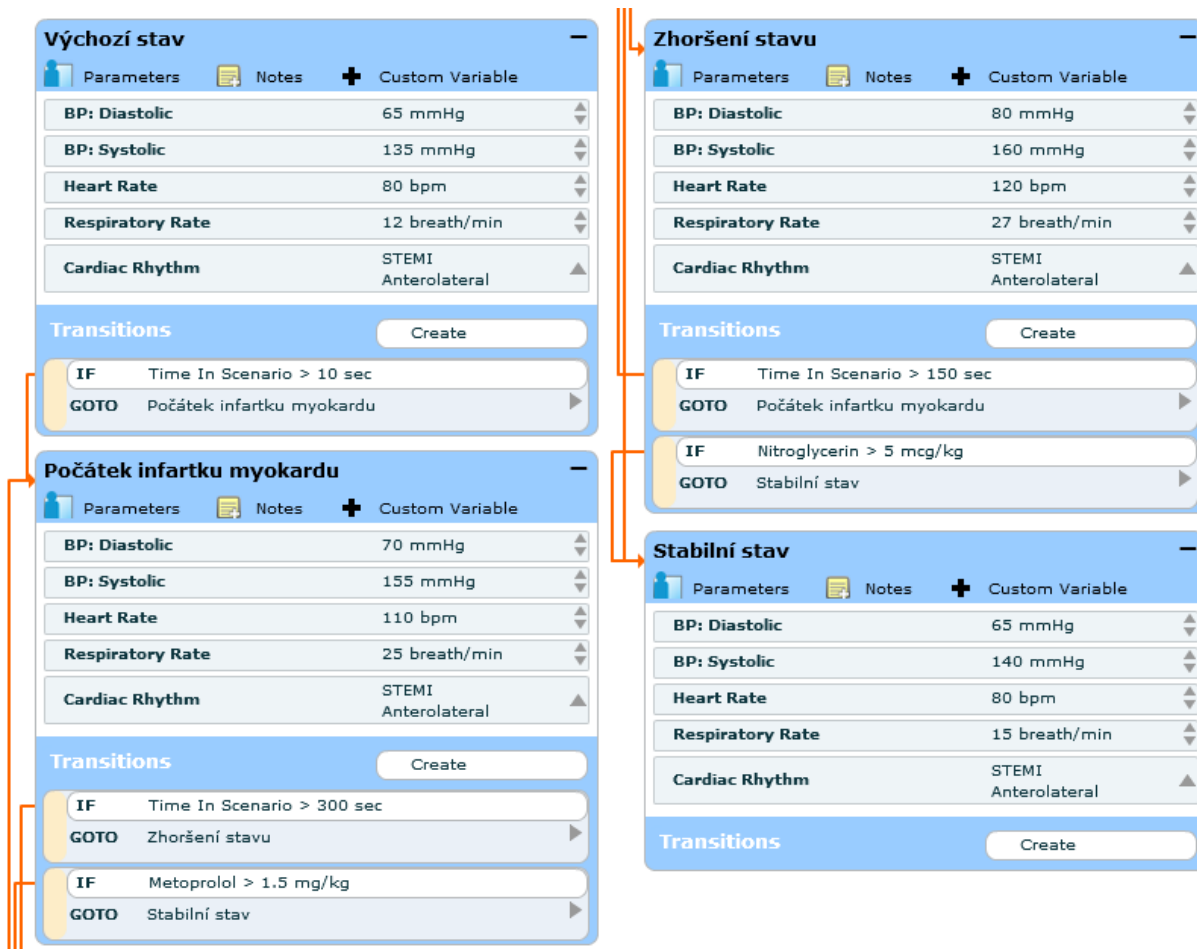 Výchozí stav
Parameters Notes Custom Variable
BP: Diastolic 65 mmHg
BP: Systolic 135 mmHg
Heart Rate 80 bpm
Respiratory Rate 12 breath/min
Cardiac Rhythm STEMI
Anterolateral
Transitions Create
IF Time In Scenario > 10 sec
GOTO Počátek infartku myokardu
Počátek infartku myokardu
Parameters Notes Custom Variable
BP: Diastolic 70 mmHg
BP: Systolic 155 mmHg
Heart Rate 110 bpm
Respiratory Rate 25 breath/min
Cardiac Rhythm STEMI
Anterolateral
Transitions Create
IF Time In Scenario > 300 sec
GOTO Zhoršení stavu
IF Metoprolol > 1.5 mg/kg
GOTO Stabilní stav
Zhoršení stavu
Parameters Notes Custom Variable
BP: Diastolic 80 mmHg
BP: Systolic 160 mmHg
Heart Rate 120 bpm
Respiratory Rate 27 breath/min
Cardiac Rhythm STEMI
Anterolateral
Transitions Create
IF Time In Scenario > 150 sec
GOTO Počátek infartku myokardu
IF Nitroglycerin > 5 mcg/kg
GOTO Stabilní stav
Stabilní stav
Parameters Notes Custom Variable
BP: Diastolic 65 mmHg
BP: Systolic 140 mmHg
Heart Rate 80 bpm
Respiratory Rate 15 breath/min
Cardiac Rhythm STEMI
Anterolateral
Transitions Create